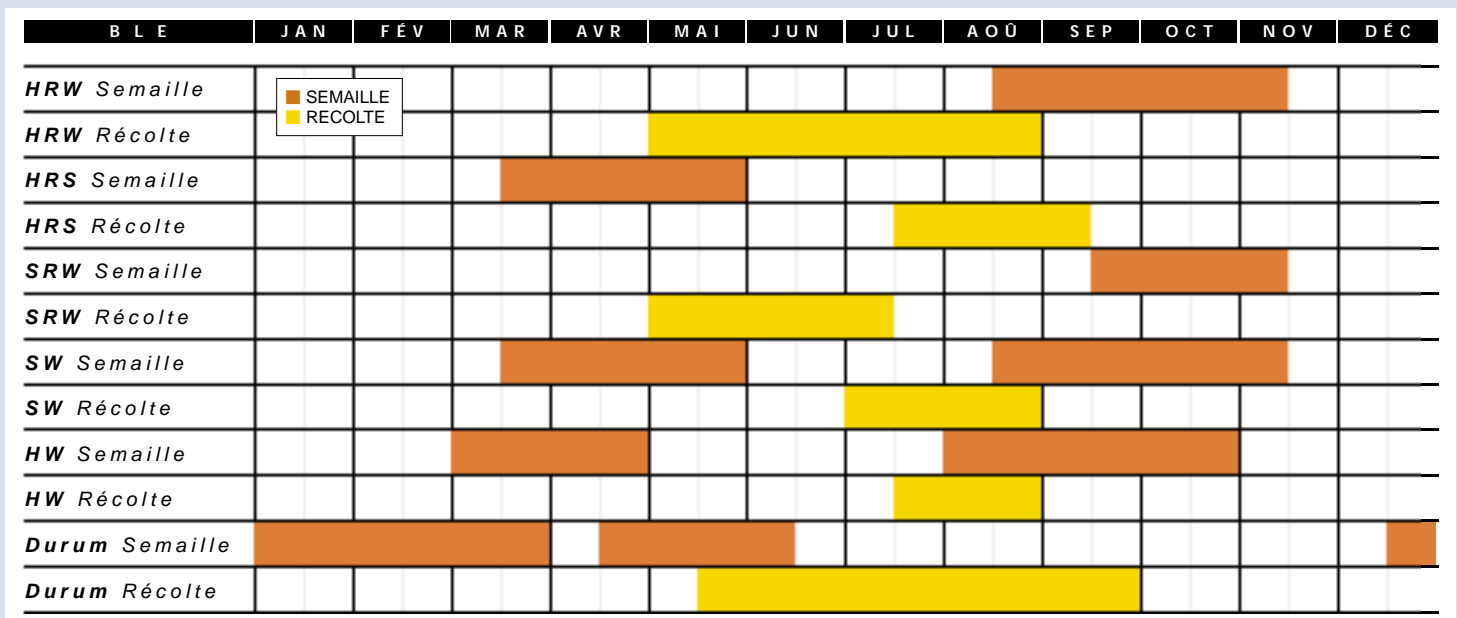 BLE JAN FÉV MAR AVR MAI JUN JUL AOÛ SEP OCT NOV DÉC
HRW Semaille
SEMAILLE
RECOLTE
HRW Récolte
HRS Semaille
HRS Récolte
SRW Semaille
SRW Récolte
SW Semaille
SW Récolte
HW Semaille
HW Récolte
Durum Semaille
Durum Récolte